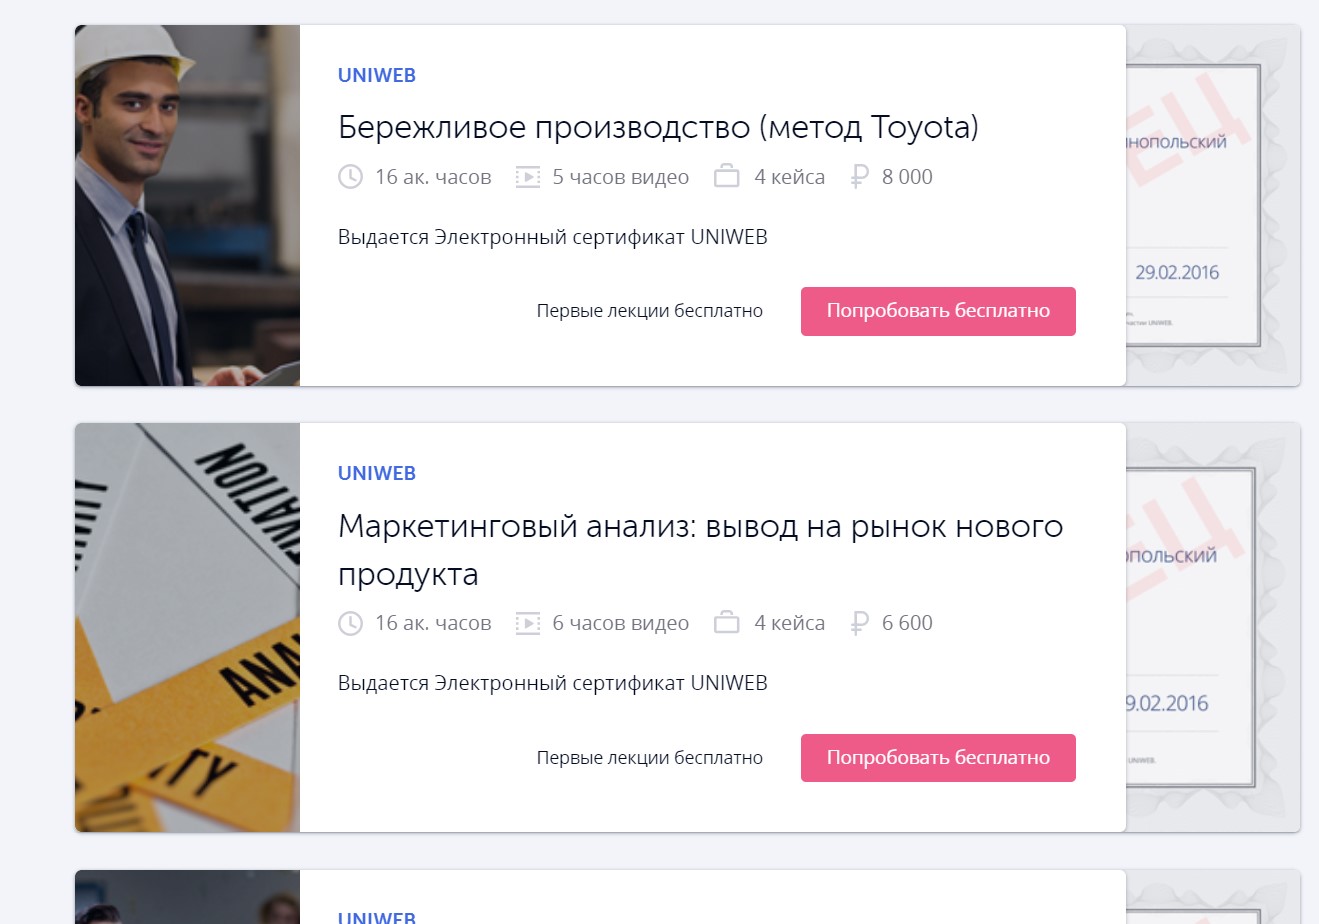 UNIWEB
Бережливое производство (метод Toyota)
16 ак. часов 5 часов видео 4 кейса 8 000
Выдается Электронный сертификат UNIWEB
Первые лекции бесплатно Попробовать бесплатно
29.02.2016
UNIWEB.
UNIWEB
Маркетинговый анализ: вывод на рынок нового
продукта
16 ак. часов 6 часов видео 4 кейса 6 600
Выдается Электронный сертификат UNIWEB
Первые лекции бесплатно Попробовать бесплатно
9.02.2016
UNIWEB.
UNIWEB